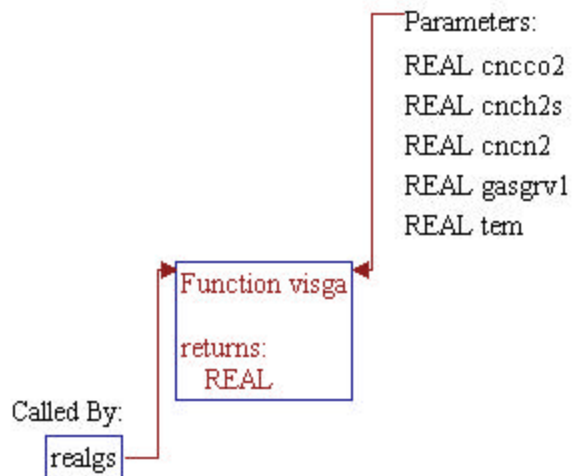 Parameters:
REAL cncco2
REAL cnch2s
REAL cncn2
REAL gasgrv1
REAL tem
Function visga
returns:
REAL
Called By:
realgs